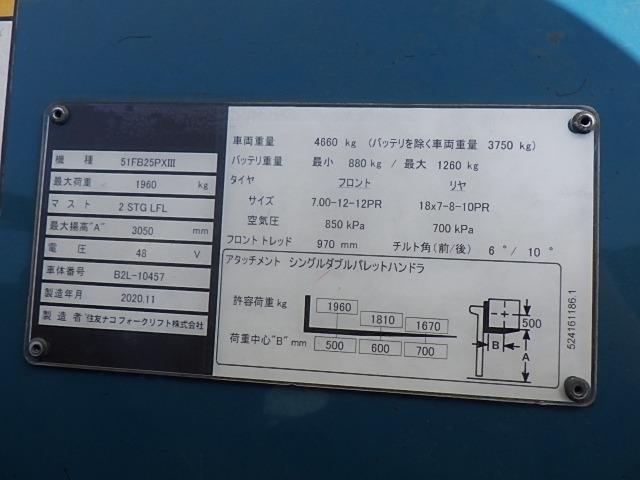 機種 51FB25PXⅢ
最大荷重 1960 kg
マスト 2 STG LFL
最大揚高"A" 3050 mm
電圧 48 V
車体番号 B2L-10457
製造年月 2020.11
製造者 住友ナコ フォークリフト株式会社
車両重量 4660 kg (バッテリを除く車両重量 3750 kg)
バッテリ重量 最小 880 kg / 最大 1260 kg
タイヤ フロント リヤ
サイズ 7.00-12-12PR 18x7-8-10PR
空気圧 850 kPa 700 kPa
フロント トレッド 970 mm チルト角 (前/後) 6 °/ 10 °
アタッチメント シングルダブルパレットハンドラ
許容荷重 kg 1960 1810 1670
荷重中心"B" mm 500 600 700
500
B
A
524161186.1